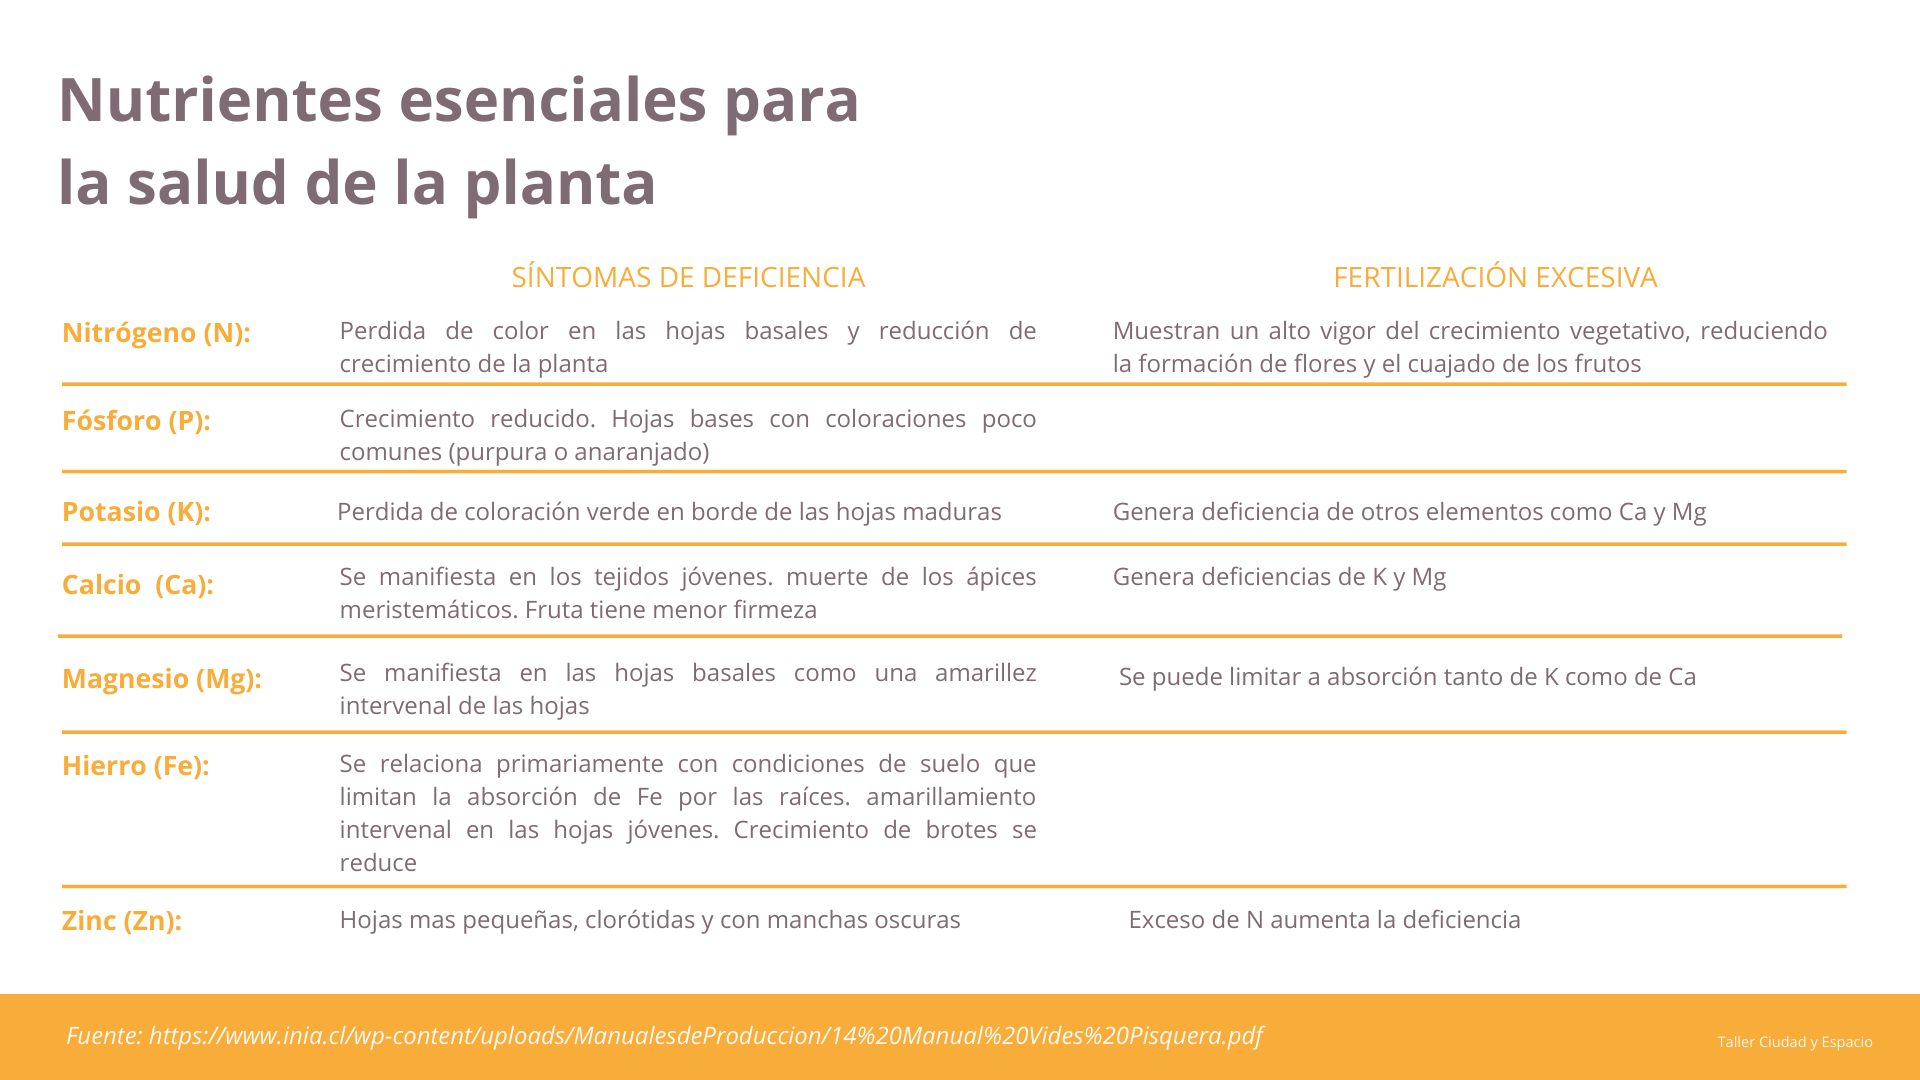 Nutrientes esenciales para
la salud de la planta
SÍNTOMAS DE DEFICIENCIA
FERTILIZACIÓN EXCESIVA
Nitrógeno (N):
Perdida de color en las hojas basales y reducción de
crecimiento de la planta
Muestran un alto vigor del crecimiento vegetativo, reduciendo
la formación de flores y el cuajado de los frutos
Fósforo (P):
Crecimiento reducido. Hojas bases con coloraciones poco
comunes (purpura o anaranjado)
Potasio (K):
Perdida de coloración verde en borde de las hojas maduras
Genera deficiencia de otros elementos como Ca y Mg
Calcio (Ca):
Se manifiesta en los tejidos jóvenes. muerte de los ápices
meristemáticos. Fruta tiene menor firmeza
Genera deficiencias de K y Mg
Magnesio (Mg):
Se manifiesta en las hojas basales como una amarillez
intervenal de las hojas
Se puede limitar a absorción tanto de K como de Ca
Hierro (Fe):
Se relaciona primariamente con condiciones de suelo que
limitan la absorción de Fe por las raíces. amarillamiento
intervenal en las hojas jóvenes. Crecimiento de brotes se
reduce
Zinc (Zn):
Hojas mas pequeñas, clorótidas y con manchas oscuras
Exceso de N aumenta la deficiencia
Fuente: https://www.inia.cl/wp-content/uploads/ManualesdeProduccion/14%20Manual%20Vides%20Pisquera.pdf
Taller Ciudad y Espacio